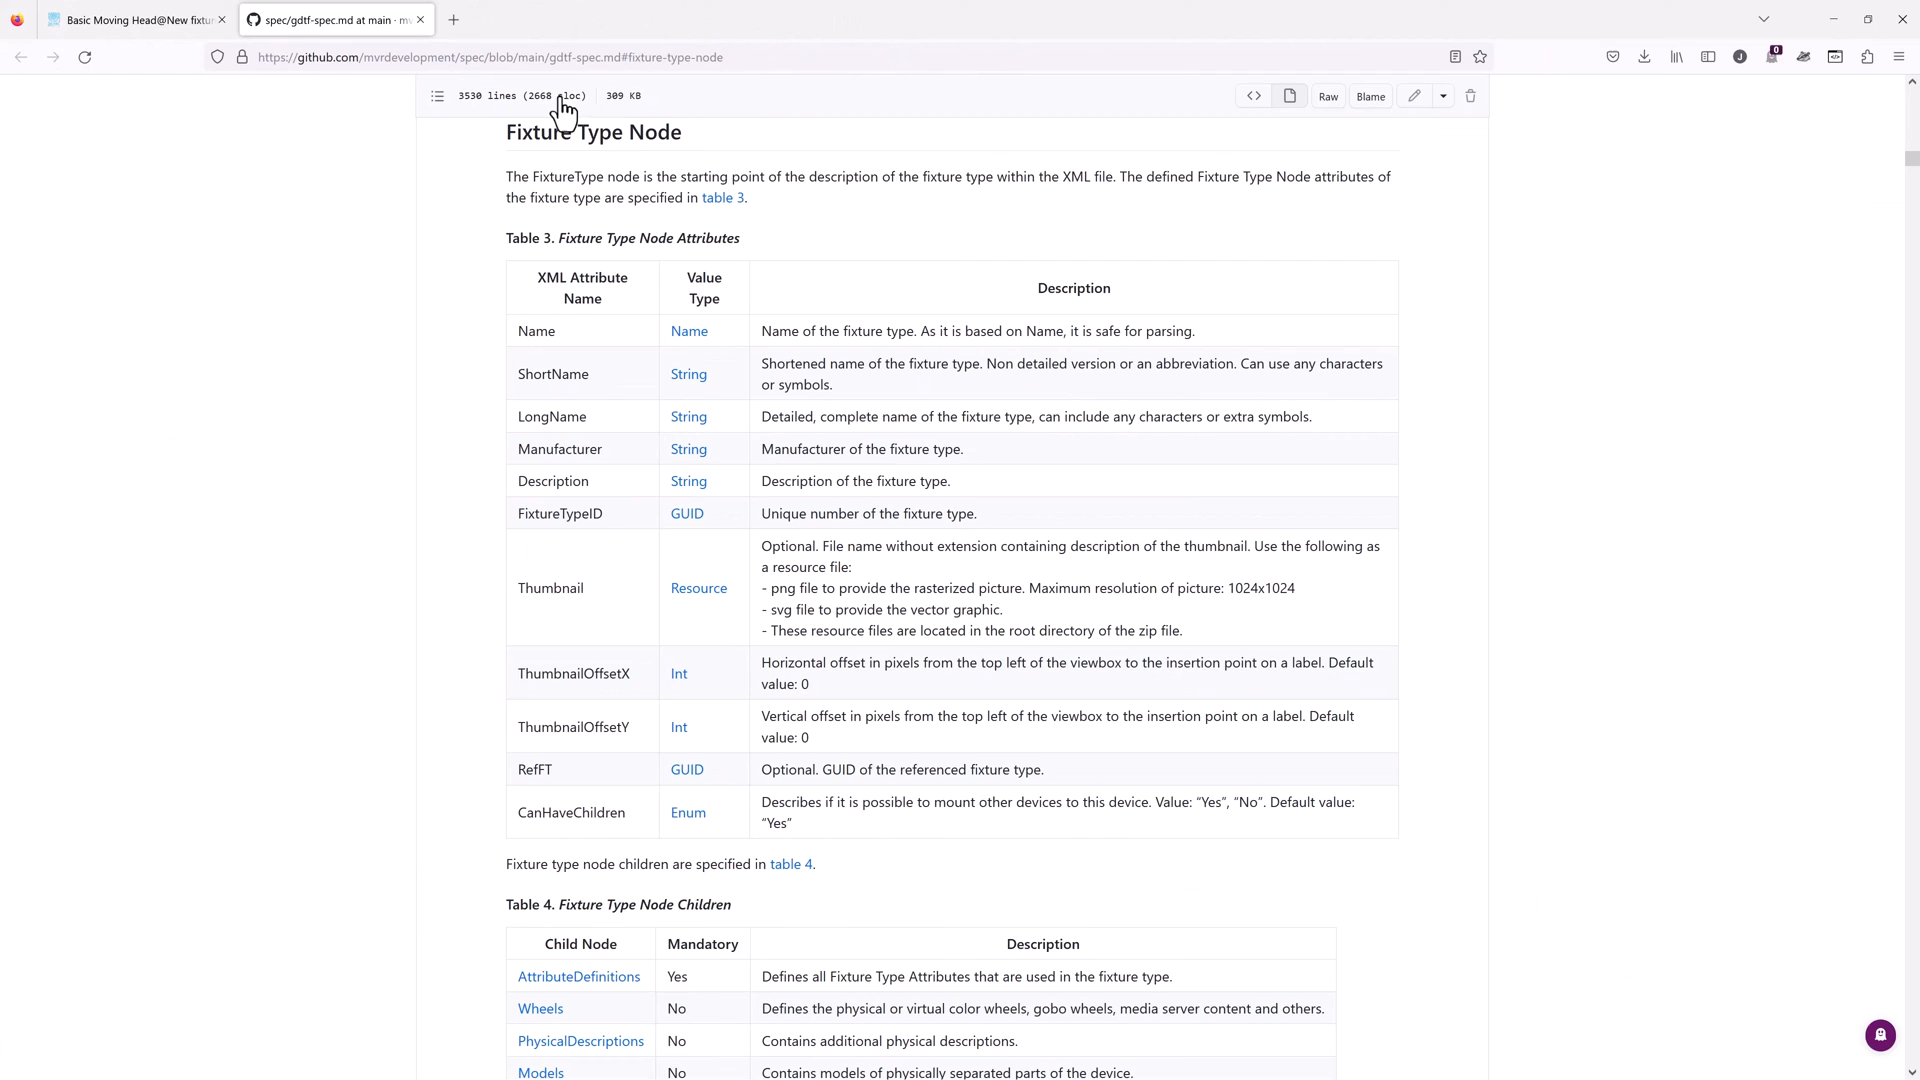 Basic Moving Head@New fixtur
spec/gdtf-spec.md at main · mv
https://github.com/mvrdevelopment/spec/blob/main/gdtf-spec.md#fixture-type-node
J
0
3530 lines (2668 sloc) 309 KB
Raw
Blame
Fixture Type Node
The FixtureType node is the starting point of the description of the fixture type within the XML file. The defined Fixture Type Node attributes of
the fixture type are specified in table 3.
Table 3. Fixture Type Node Attributes
XML Attribute
Name
Value
Type
Description
Name Name Name of the fixture type. As it is based on Name, it is safe for parsing.
ShortName String Shortened name of the fixture type. Non detailed version or an abbreviation. Can use any characters
or symbols.
LongName String Detailed, complete name of the fixture type, can include any characters or extra symbols.
Manufacturer String Manufacturer of the fixture type.
Description String Description of the fixture type.
FixtureTypeID GUID Unique number of the fixture type.
Thumbnail Resource Optional. File name without extension containing description of the thumbnail. Use the following as
a resource file:
- png file to provide the rasterized picture. Maximum resolution of picture: 1024x1024
- svg file to provide the vector graphic.
- These resource files are located in the root directory of the zip file.
ThumbnailOffsetX Int Horizontal offset in pixels from the top left of the viewbox to the insertion point on a label. Default
value: 0
ThumbnailOffsetY Int Vertical offset in pixels from the top left of the viewbox to the insertion point on a label. Default
value: 0
RefFT GUID Optional. GUID of the referenced fixture type.
CanHaveChildren Enum Describes if it is possible to mount other devices to this device. Value: “Yes”, “No”. Default value:
“Yes”
Fixture type node children are specified in table 4.
Table 4. Fixture Type Node Children
Child Node Mandatory Description
AttributeDefinitions Yes Defines all Fixture Type Attributes that are used in the fixture type.
Wheels No Defines the physical or virtual color wheels, gobo wheels, media server content and others.
PhysicalDescriptions No Contains additional physical descriptions.
Models No Contains models of physically separated parts of the device.